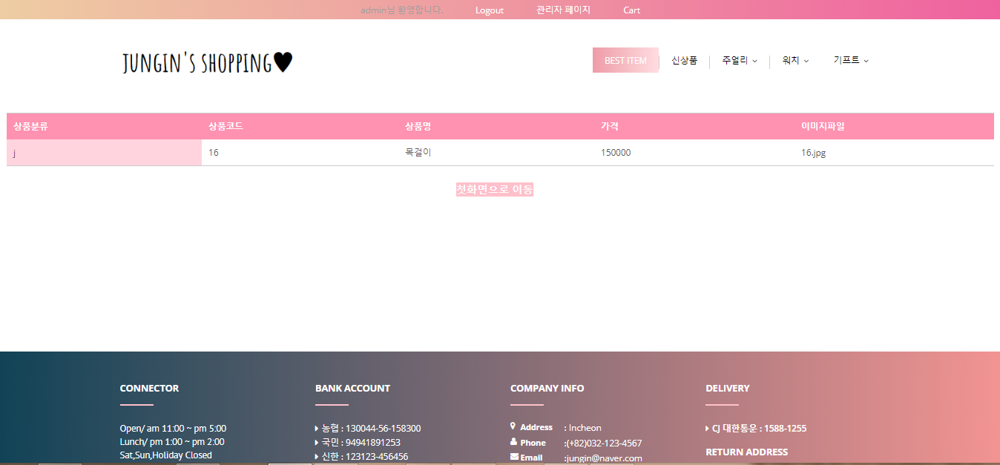 admin님 환영합니다. Logout 관리자 페이지 Cart
JUNGIN'S SHOPPING♥
BEST ITEM 신상품 주얼리 워치 기프트
상품분류 상품코드 상품명 가격 이미지파일
j 16 목걸이 150000 16.jpg
첫화면으로 이동
CONNECTOR BANK ACCOUNT COMPANY INFO DELIVERY
Open/ am 11:00 ~ pm 5:00 농협 : 130044-56-158300 Address : Incheon CJ 대한통운 : 1588-1255
Lunch/ pm 1:00 ~ pm 2:00 국민 : 94941891253 Phone :(+82)032-123-4567
Sat,Sun,Holiday Closed 신한 : 123123-456456 Email :jungin@naver.com RETURN ADDRESS